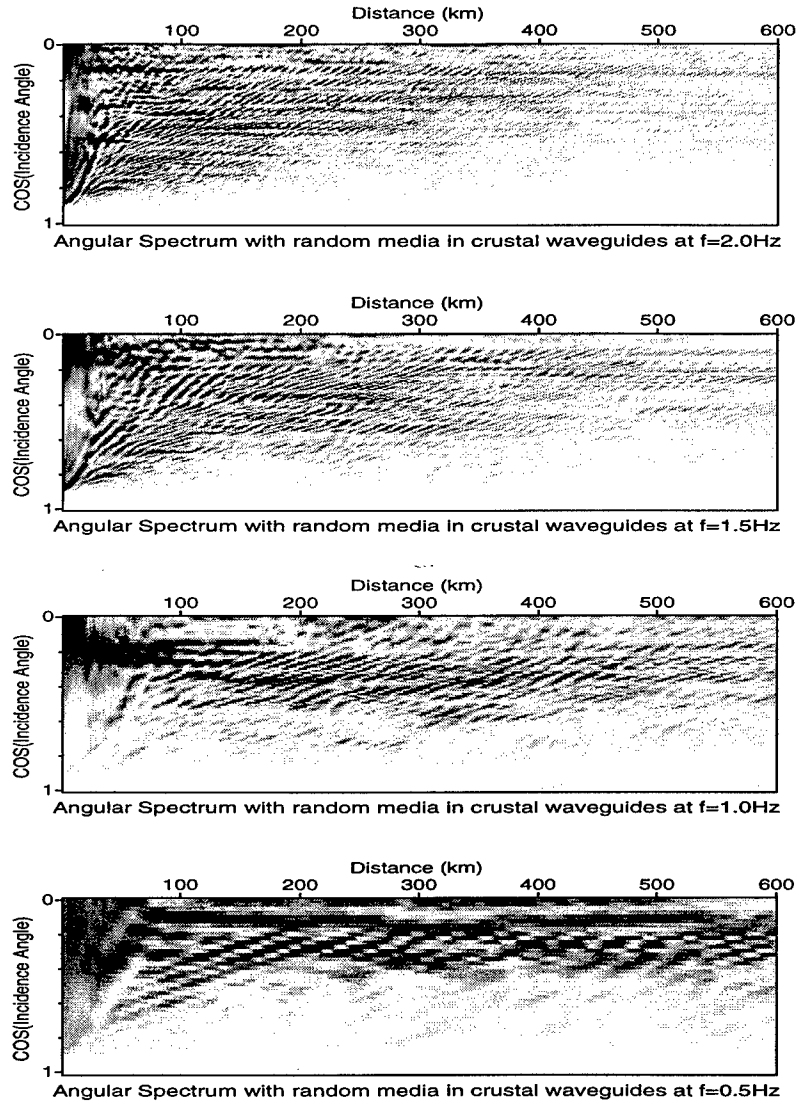 Distance (km)
0 100 200 300 400 500 600
COS(Incidence Angle)
1
Angular Spectrum with random media in crustal waveguides at f=2.0Hz
Distance (km)
0 100 200 300 400 500 600
COS(Incidence Angle)
1
Angular Spectrum with random media in crustal waveguides at f=1.5Hz
Distance (km)
0 100 200 300 400 500 600
COS(Incidence Angle)
1
Angular Spectrum with random media in crustal waveguides at f=1.0Hz
Distance (km)
0 100 200 300 400 500 600
COS(Incidence Angle)
1
Angular Spectrum with random media in crustal waveguides at f=0.5Hz